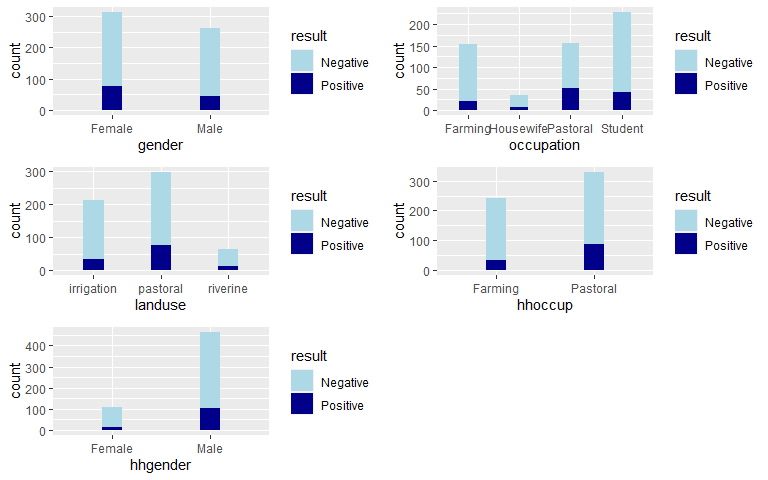 300
200
100
0
count
Female Male
gender
result
Negative
Positive
200
150
100
50
0
count
Farming Housewife Pastoral Student
occupation
result
Negative
Positive
300
200
100
0
count
irrigation pastoral riverine
landuse
result
Negative
Positive
300
200
100
0
count
Farming Pastoral
hhoccup
result
Negative
Positive
400
300
200
100
0
count
Female Male
hhgender
result
Negative
Positive